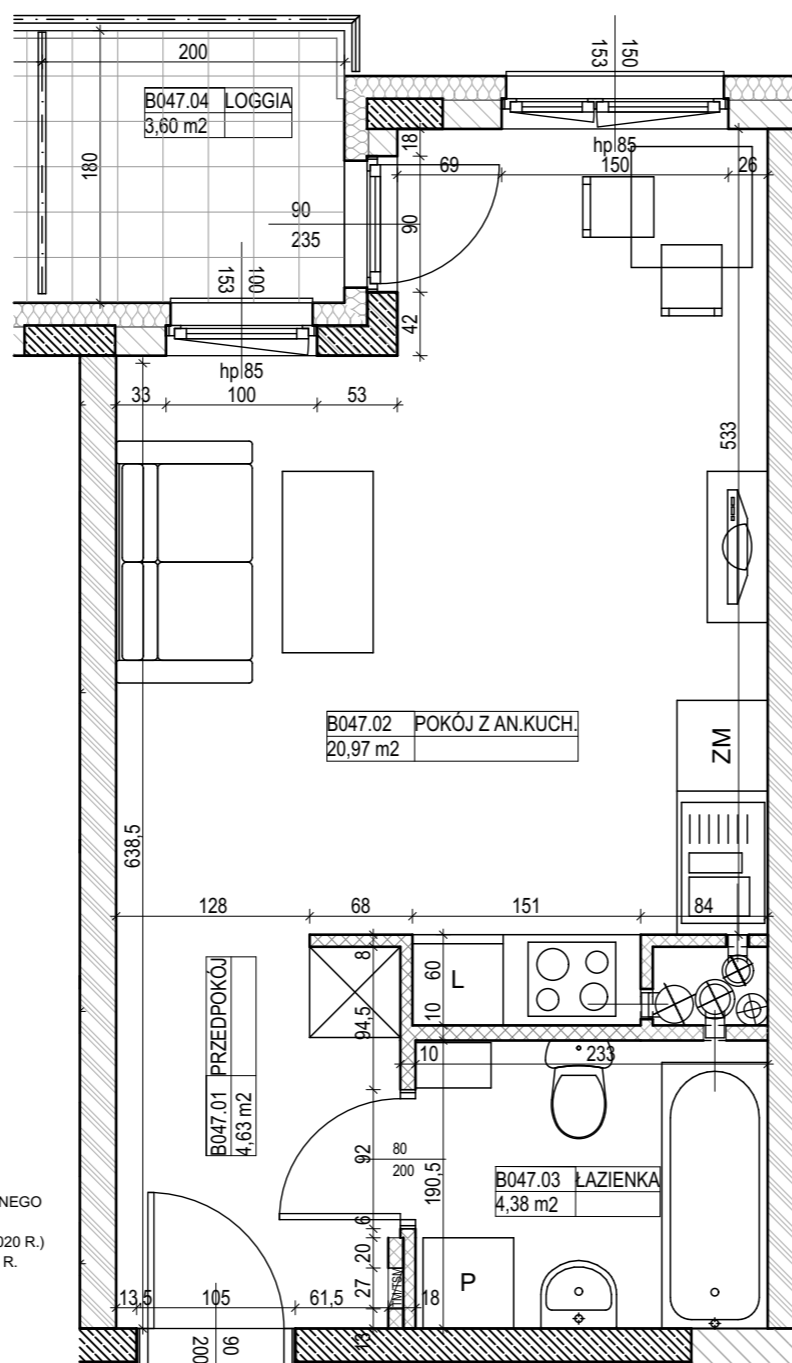 200
153
150
B047.04 LOGGIA
3,60 m2
180
hp 85
18
69
150
26
90
235
90
153
100
42
hp 85
33
100
53
533
B047.02 POKÓJ Z AN.KUCH.
20,97 m2
ZM
638,5
128
68
151
84
8
60
L
10
94,5
B047.01 PRZEDPOKÓJ
4,63 m2
10
233
92
80
200
190,5
B047.03 ŁAZIENKA
4,38 m2
NEGO
020 R.)
R.
6
20
27
TM/TSM
P
13,5
105
61,5
18
13
90
200